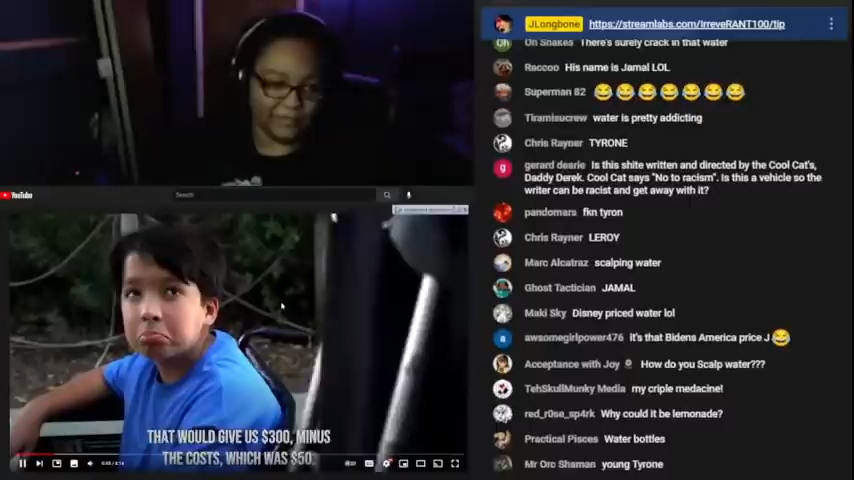 JLongbone https://streamlabs.com/IrreveRANT100/tip
Oh Shakes There's surely crack in that water
Raccoo His name is Jamal LOL
Superman 82 😂😂😂😂😂😂😂
Tiramisucrew water is pretty addicting
Chris Rayner TYRONE
gerard dearie Is this shite written and directed by the Cool Cat's,
Daddy Derek. Cool Cat says "No to racism". Is this a vehicle so the
writer can be racist and get away with it?
pandomars fkn tyron
Chris Rayner LEROY
Marc Alcatraz scalping water
Ghost Tactician JAMAL
Maki Sky Disney priced water lol
awsomegirlpower476 it's that Bidens America price J 😂
Acceptance with Joy How do you Scalp water???
TehSkullMunky Media my criple medacine!
red_r0se_sp4rk Why could it be lemonade?
Practical Pisces Water bottles
Mr Orc Shaman young Tyrone
YouTube
Search
THAT WOULD GIVE US $300, MINUS
THE COSTS, WHICH WAS $50.